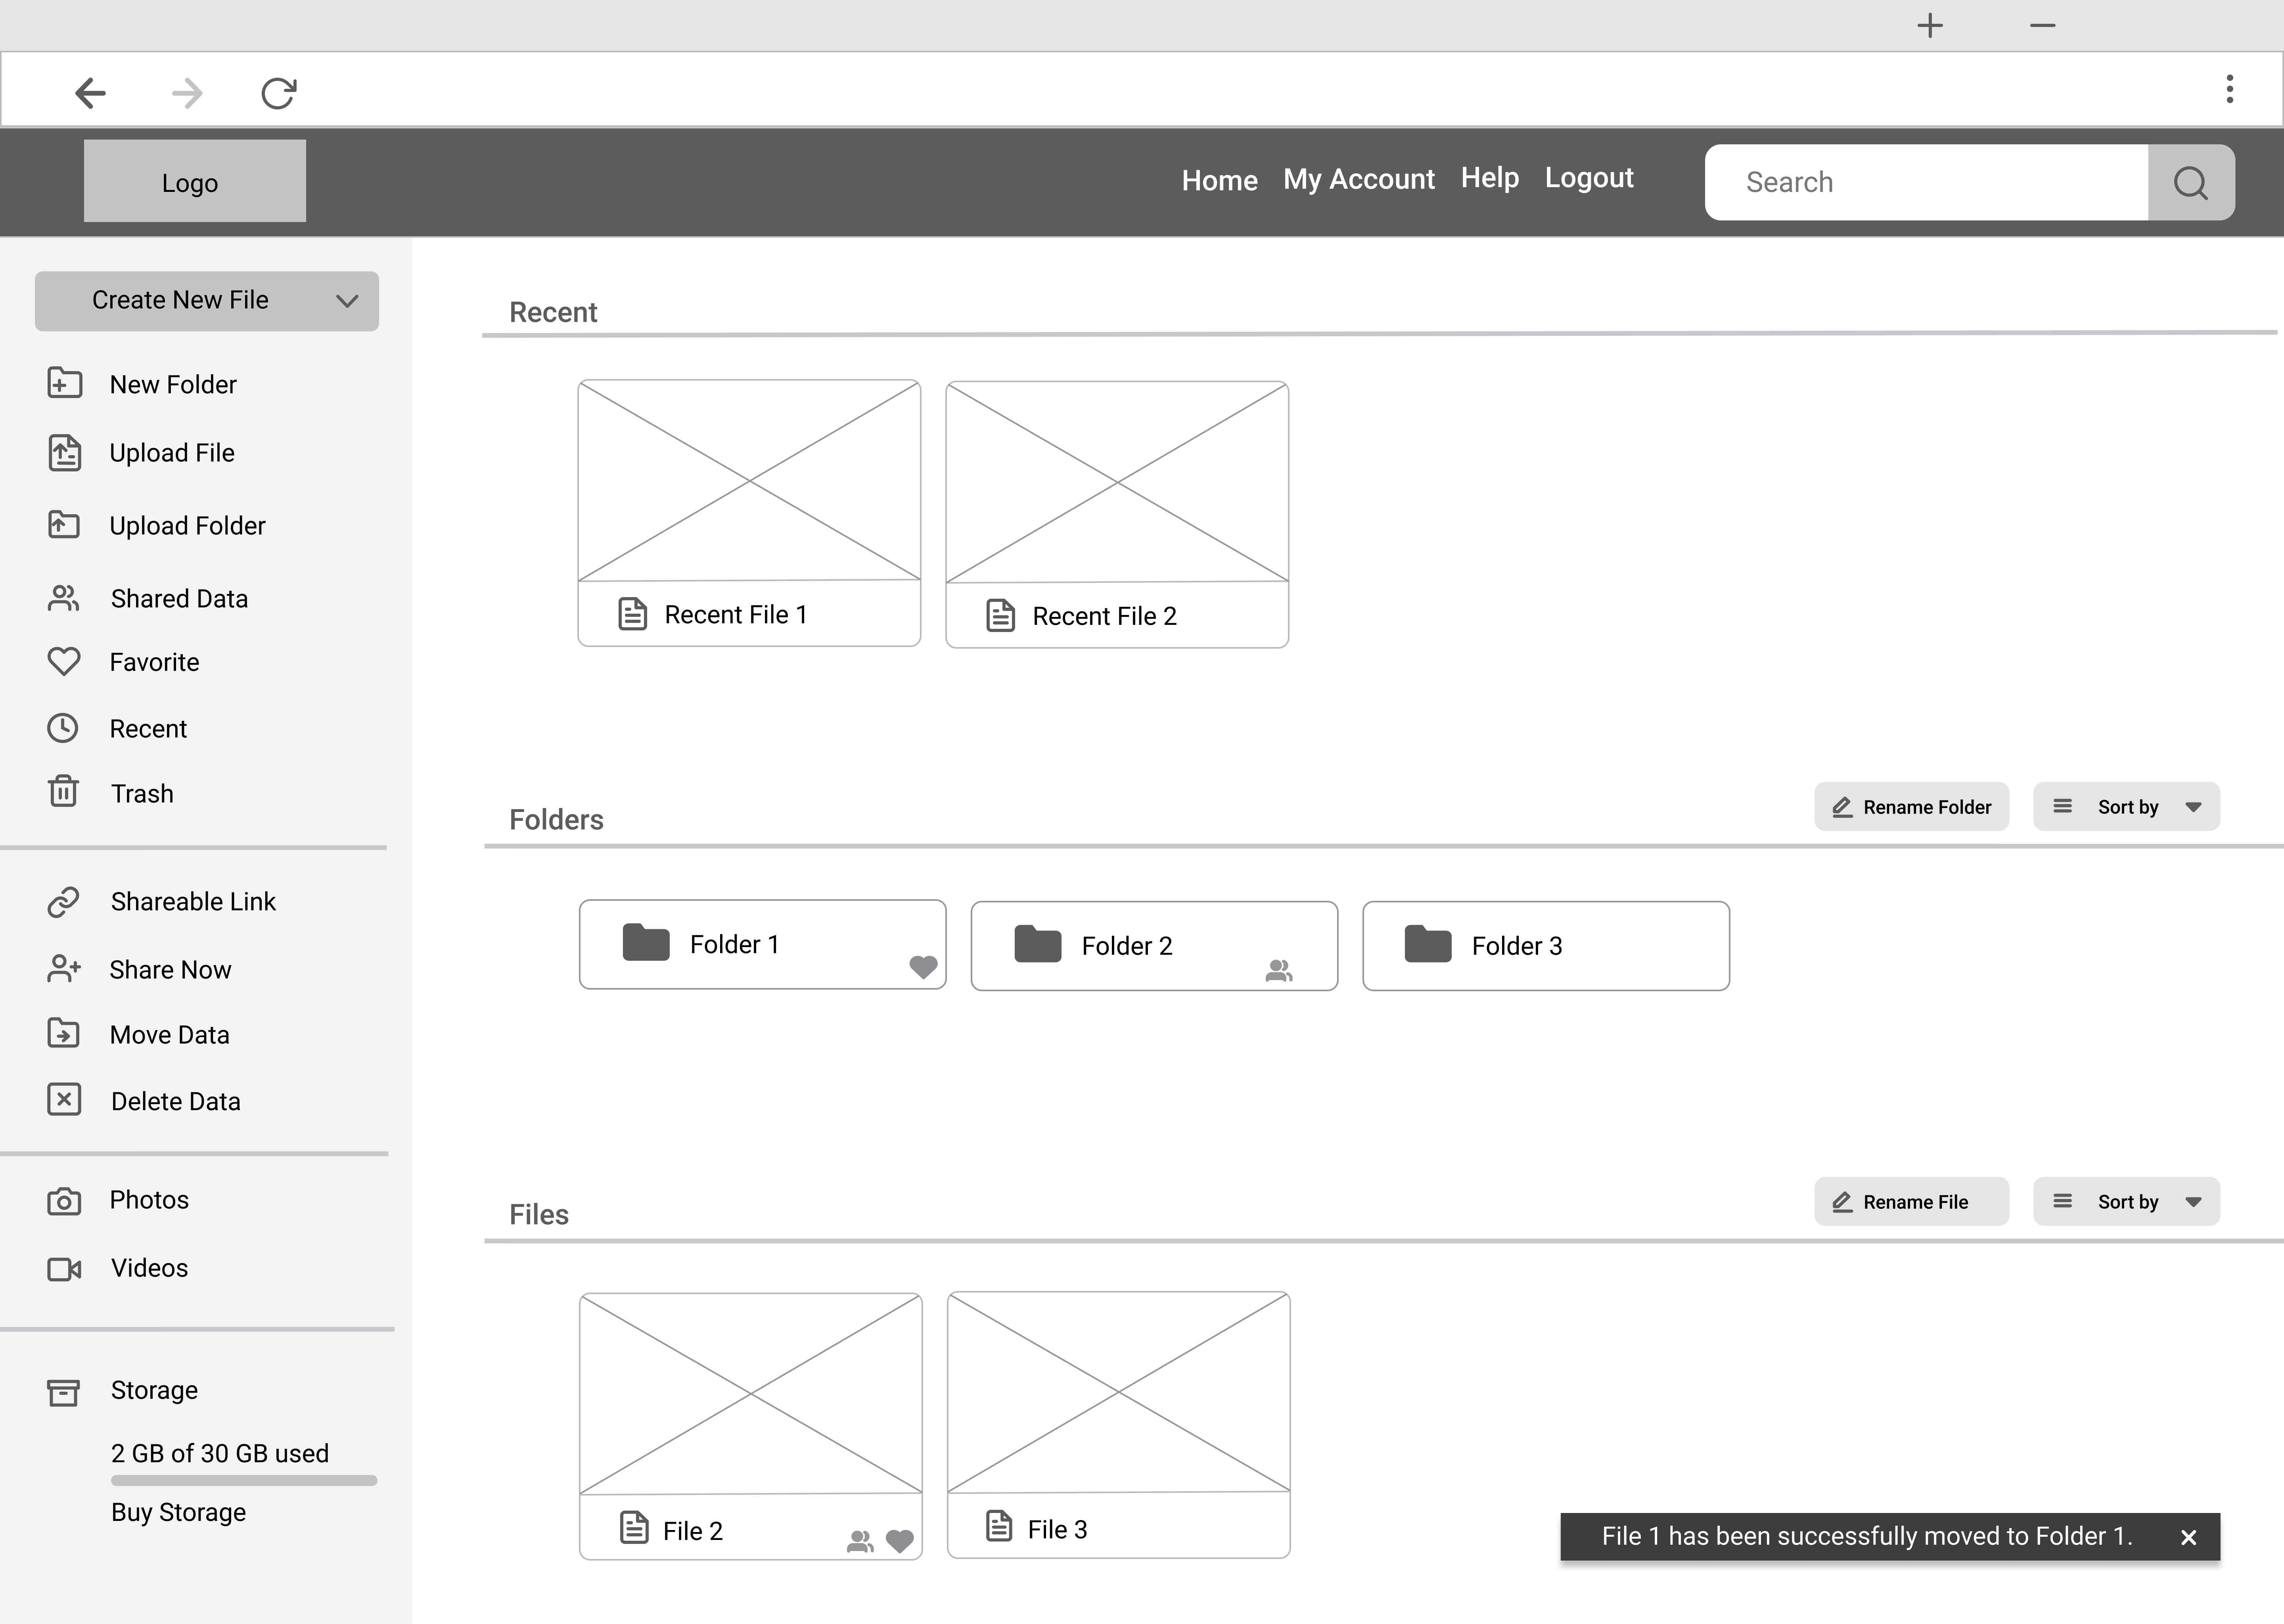 Logo
Home My Account Help Logout
Search
Create New File
New Folder
Upload File
Upload Folder
Shared Data
Favorite
Recent
Trash
Shareable Link
Share Now
Move Data
Delete Data
Photos
Videos
Storage
2 GB of 30 GB used
Buy Storage
Recent
Recent File 1
Recent File 2
Folders
Rename Folder
Sort by
Folder 1
Folder 2
Folder 3
Files
Rename File
Sort by
File 2
File 3
File 1 has been successfully moved to Folder 1.